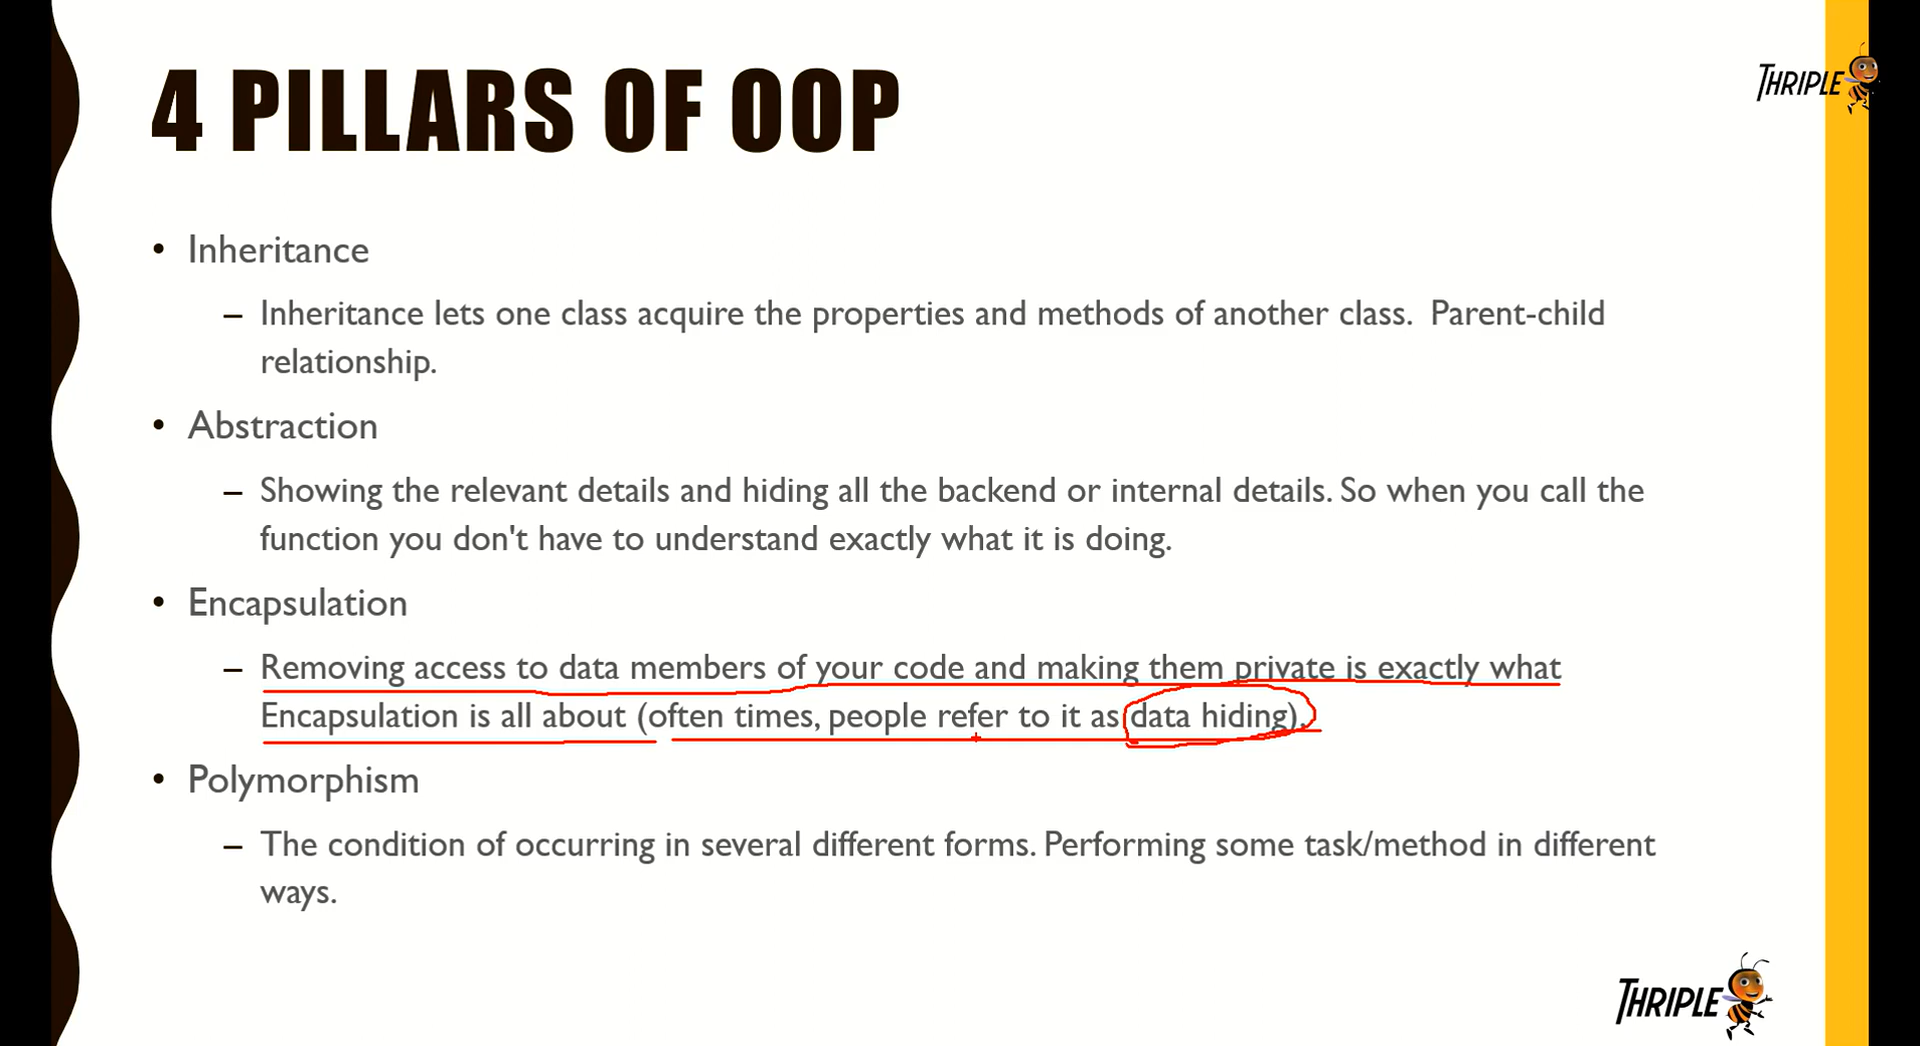 4 PILLARS OF OOP
THRIPLE
• Inheritance
– Inheritance lets one class acquire the properties and methods of another class.  Parent-child
relationship.
• Abstraction
– Showing the relevant details and hiding all the backend or internal details. So when you call the
function you don't have to understand exactly what it is doing.
• Encapsulation
– Removing access to data members of your code and making them private is exactly what
Encapsulation is all about (often times, people refer to it as data hiding).
• Polymorphism
– The condition of occurring in several different forms. Performing some task/method in different
ways.
THRIPLE